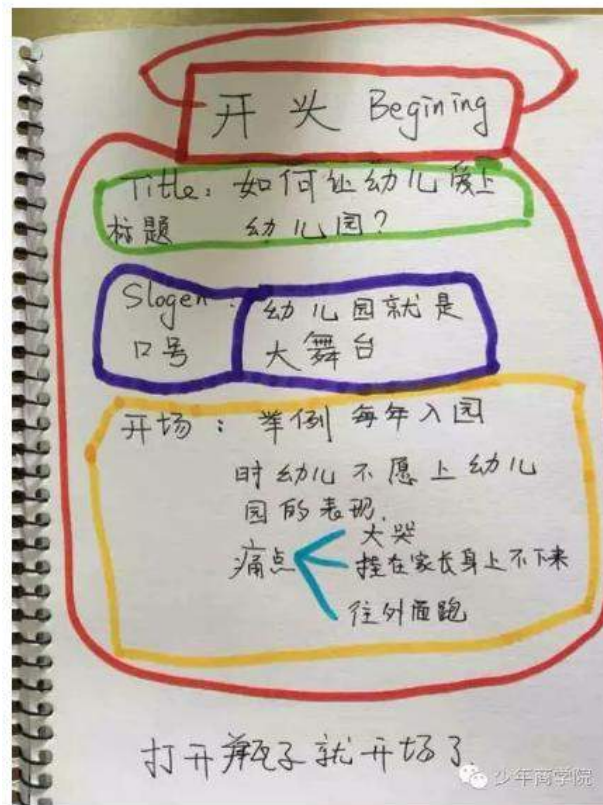 开头 Begining
Title: 如何让幼儿爱上
标题 幼儿园?
Slogen:
口号
幼儿园就是
大舞台
开场: 举例 每年入园
时幼儿不愿上幼儿
园的表现.
痛点
大哭
挂在家长身上不下来
往外面跑
打开瓶子就开场了
少年商学院